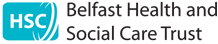 HSC
Belfast Health and
Social Care Trust